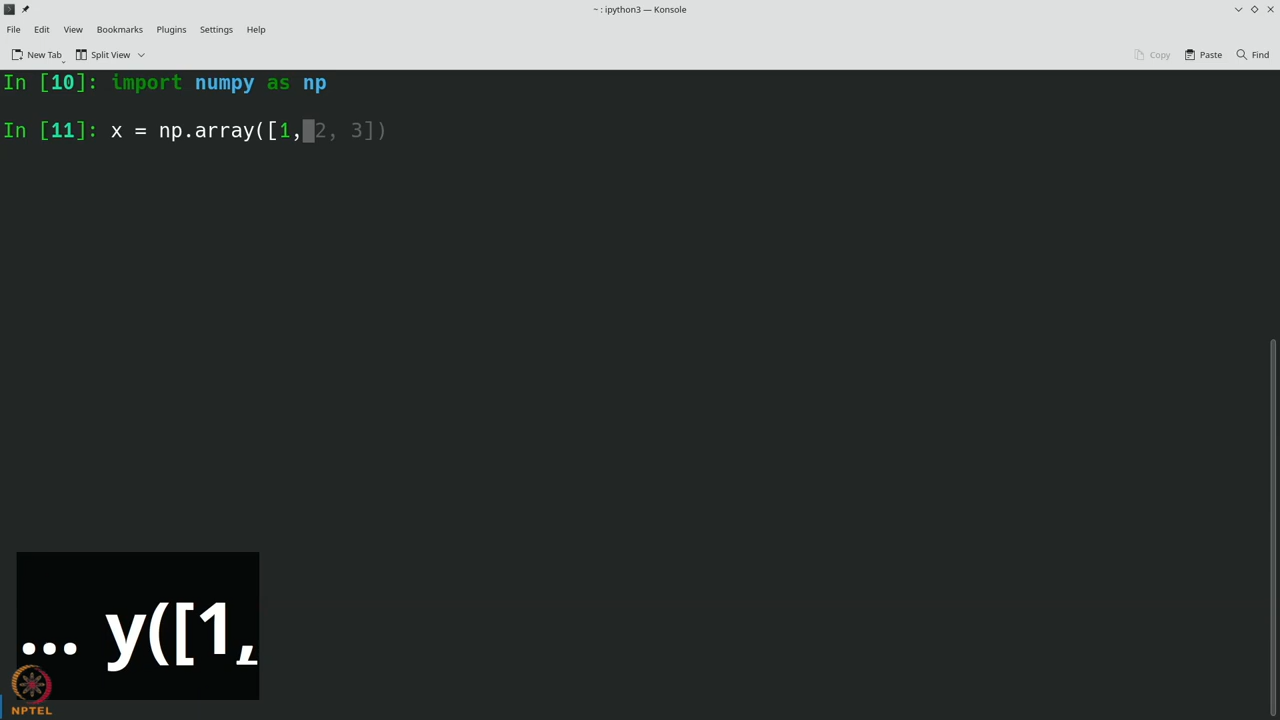 ~ : ipython3 — Konsole
File Edit View Bookmarks Plugins Settings Help
New Tab Split View Copy Paste Find
In [10]: import numpy as np
In [11]: x = np.array([1, 2, 3])
... y([1,
NPTEL